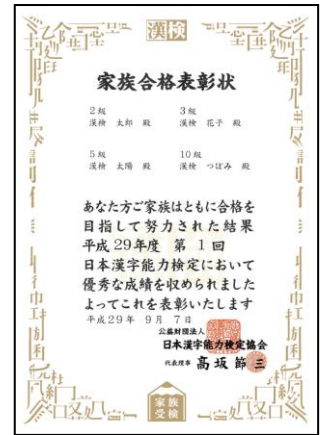 漢検
家族合格表彰状
2級 3級
漢検 太郎 殿 漢検 花子 殿
5級 10級
漢検 太陽 殿 漢検 つぼみ 殿
あなた方ご家族はともに合格を
目指して努力された結果
平成29年度 第1回
日本漢字能力検定において
優秀な成績を収められました
よってこれを表彰いたします
平成29年 9月 7日
公益財団法人
日本漢字能力検定協会
代表理事 高坂 節三
家族
受検